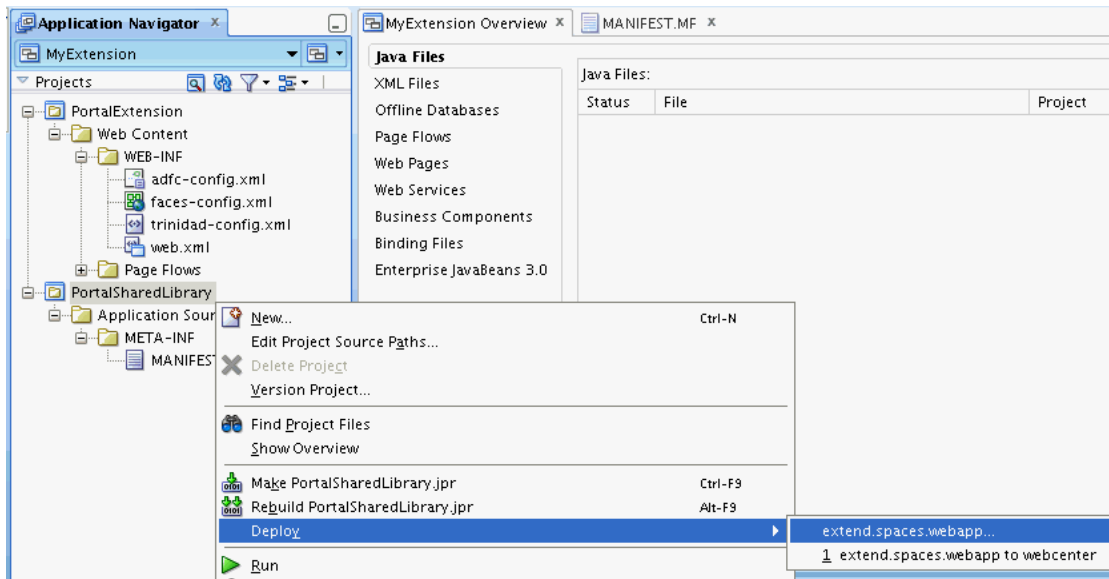 Application Navigator
MyExtension
Projects
PortalExtension
Web Content
WEB-INF
adfc-config.xml
faces-config.xml
trinidad-config.xml
web.xml
Page Flows
PortalSharedLibrary
Application Sour
META-INF
MANIFEST
MyExtension Overview
MANIFEST.MF
Java Files
XML Files
Offline Databases
Page Flows
Web Pages
Web Services
Business Components
Binding Files
Enterprise JavaBeans 3.0
Java Files:
Status File Project
New... Ctrl-N
Edit Project Source Paths...
Delete Project
Version Project...
Find Project Files
Show Overview
Make PortalSharedLibrary.jpr Ctrl-F9
Rebuild PortalSharedLibrary.jpr Alt-F9
Deploy
Run
extend.spaces.webapp...
1 extend.spaces.webapp to webcenter